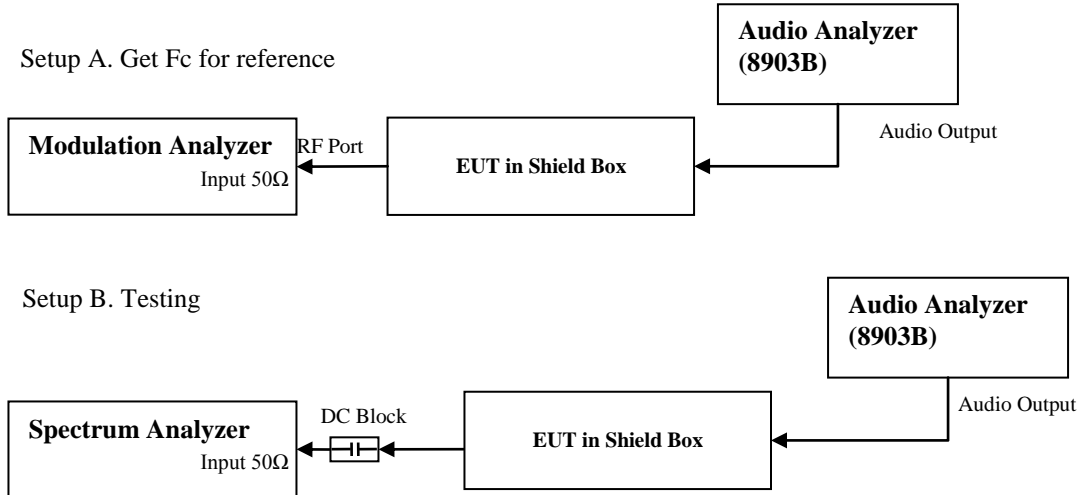 Setup A. Get Fc for reference
Audio Analyzer
(8903B)
Audio Output
Modulation Analyzer
Input 50Ω
RF Port
EUT in Shield Box
Setup B. Testing
Audio Analyzer
(8903B)
Audio Output
Spectrum Analyzer
Input 50Ω
DC Block
EUT in Shield Box